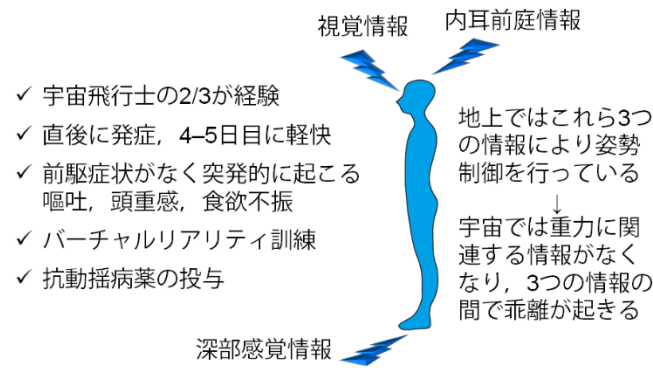 視覚情報
内耳前庭情報
✓ 宇宙飛行士の2/3が経験
✓ 直後に発症，4–5日目に軽快
✓ 前駆症状がなく突発的に起こる
嘔吐，頭重感，食欲不振
✓ バーチャルリアリティ訓練
✓ 抗動揺病薬の投与
地上ではこれら3つ
の情報により姿勢
制御を行っている
↓
宇宙では重力に関
連する情報がなく
なり，3つの情報の
間で乖離が起きる
深部感覚情報